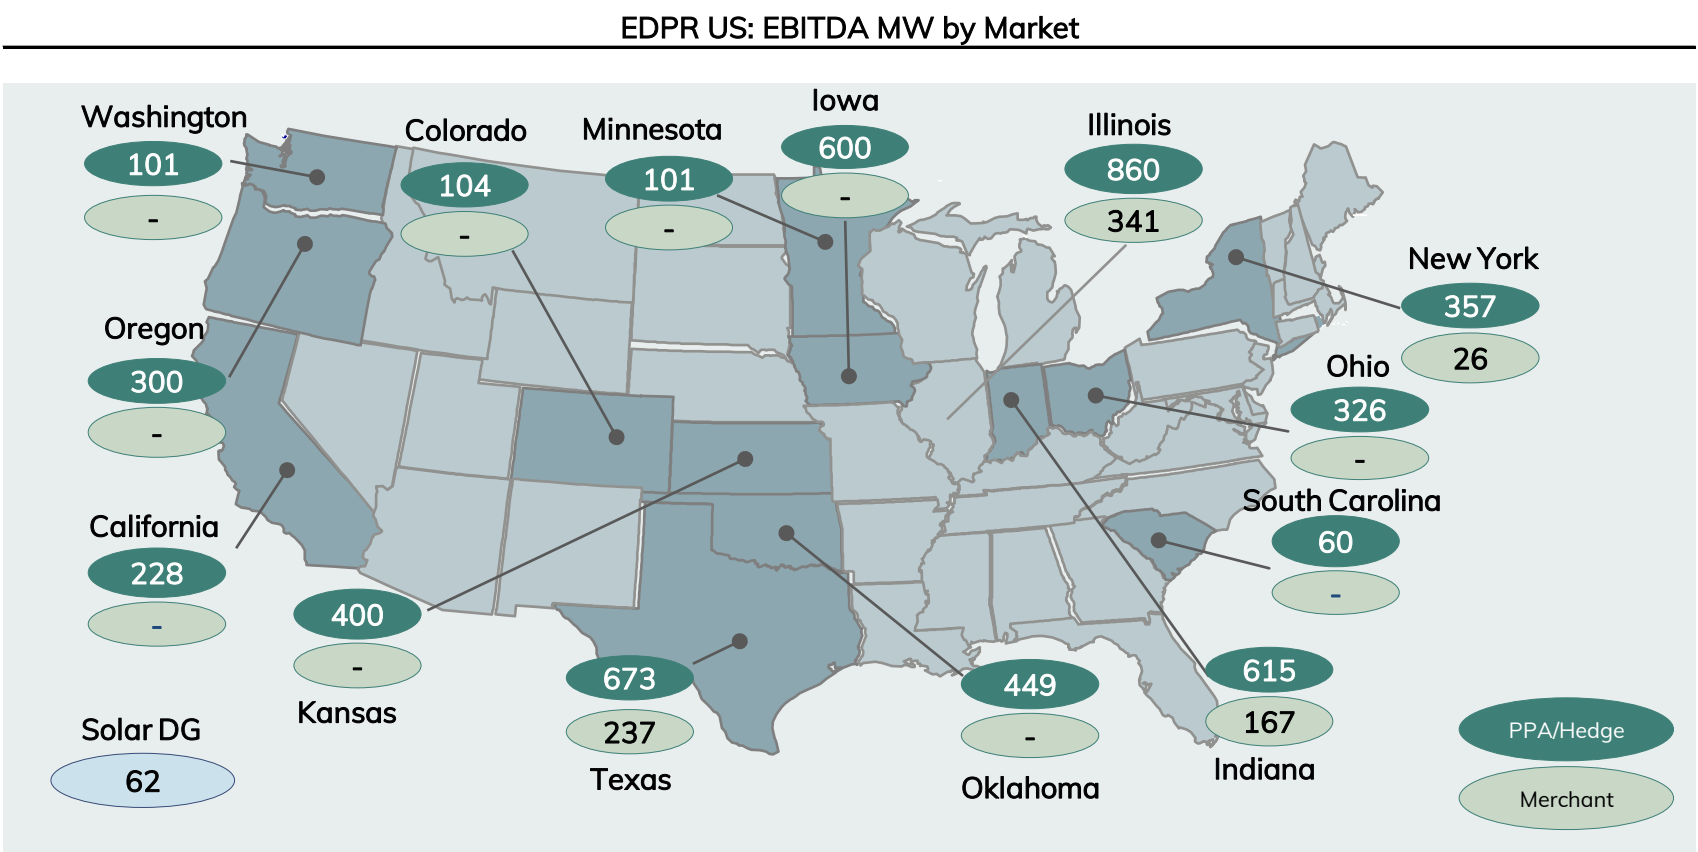 EDPR US: EBITDA MW by Market
Washington
101
-
Colorado
104
-
Minnesota
101
-
Iowa
600
-
Illinois
860
341
New York
357
26
Oregon
300
-
Ohio
326
-
California
228
-
South Carolina
60
-
400
-
Kansas
673
237
Texas
449
-
Oklahoma
615
167
Indiana
Solar DG
62
PPA/Hedge
Merchant